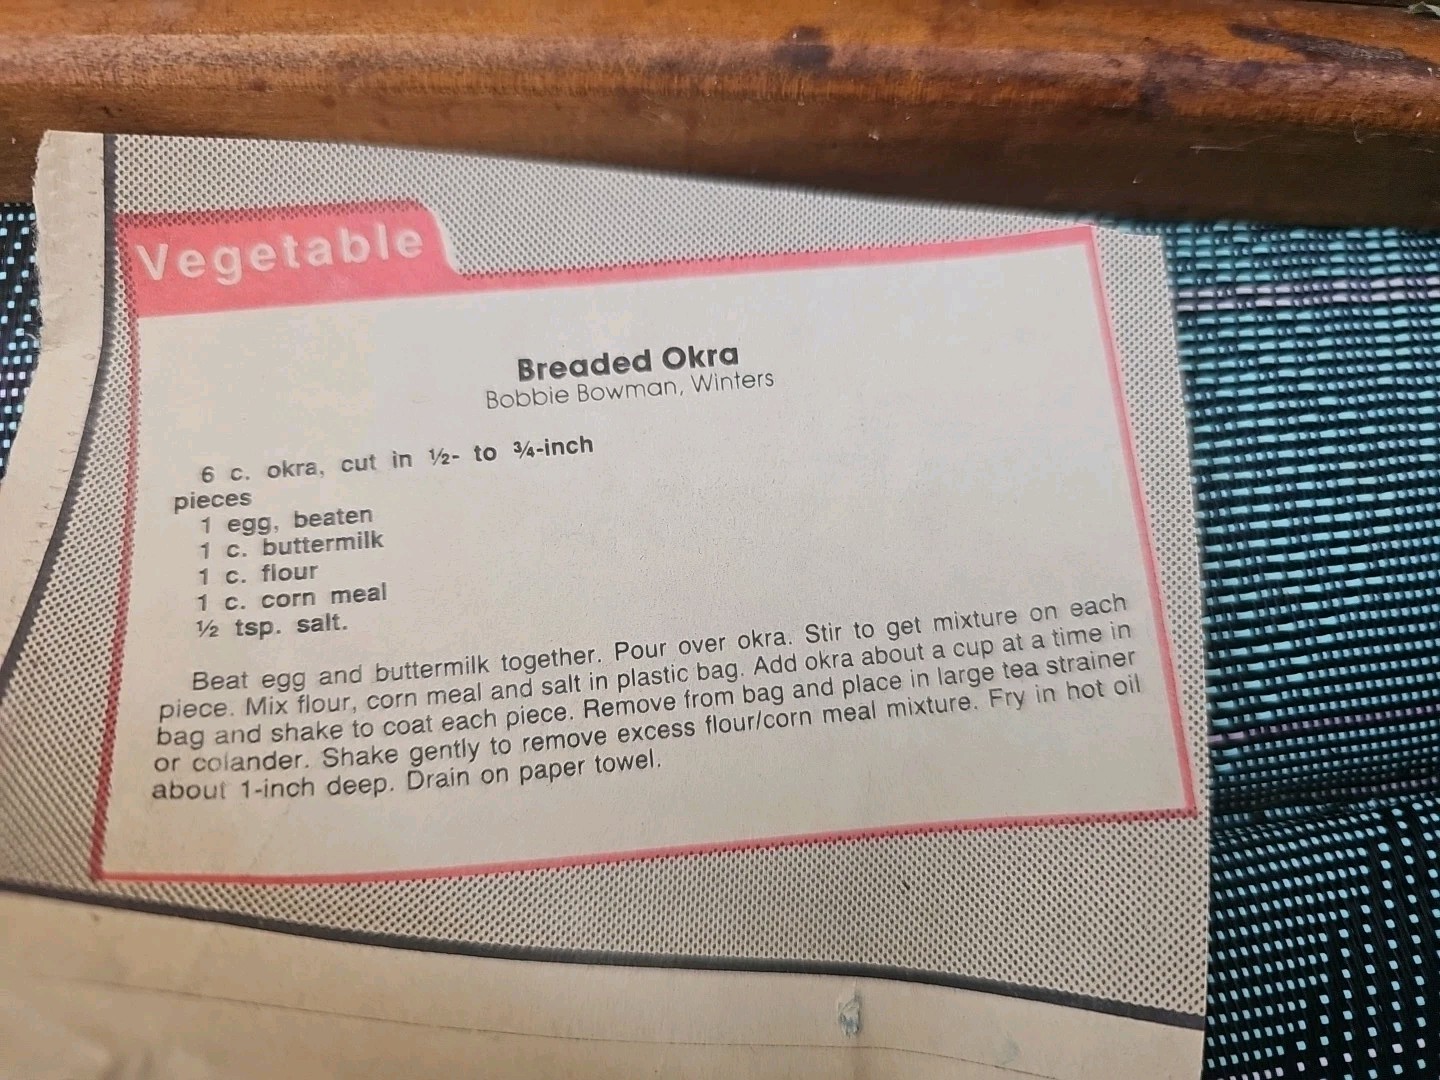 Vegetable
Breaded Okra
Bobbie Bowman, Winters
6 c. okra, cut in ½- to ¾-inch
pieces
1 egg, beaten
1 c. buttermilk
1 c. flour
1 c. corn meal
½ tsp. salt.
Beat egg and buttermilk together. Pour over okra. Stir to get mixture on each
piece. Mix flour, corn meal and salt in plastic bag. Add okra about a cup at a time in
bag and shake to coat each piece. Remove from bag and place in large tea strainer
or colander. Shake gently to remove excess flour/corn meal mixture. Fry in hot oil
about 1-inch deep. Drain on paper towel.